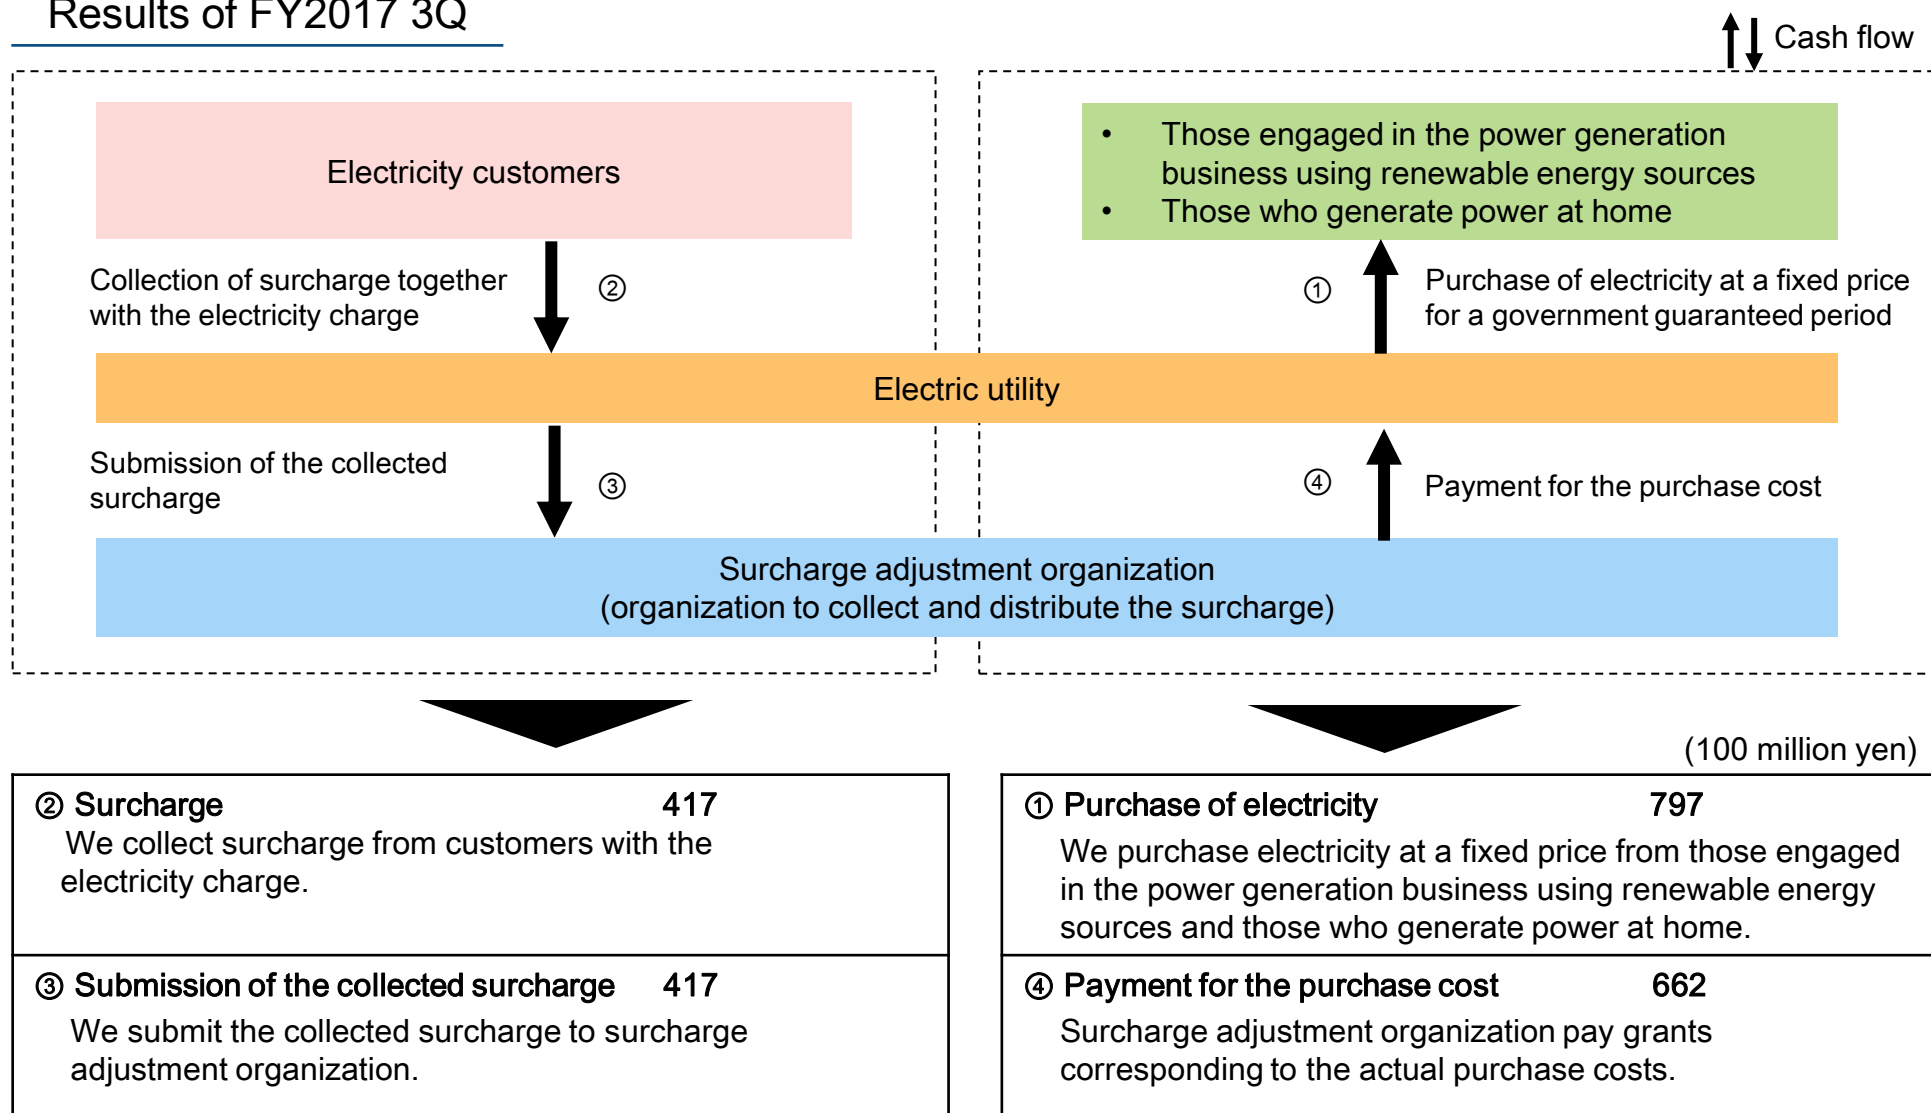 Results of FY2017 3Q
Cash flow
Electricity customers
• Those engaged in the power generation
business using renewable energy sources
• Those who generate power at home
Collection of surcharge together
with the electricity charge
②
①
Purchase of electricity at a fixed price
for a government guaranteed period
Electric utility
Submission of the collected
surcharge
③
④
Payment for the purchase cost
Surcharge adjustment organization
(organization to collect and distribute the surcharge)
(100 million yen)
② Surcharge 417
We collect surcharge from customers with the
electricity charge.
③ Submission of the collected surcharge 417
We submit the collected surcharge to surcharge
adjustment organization.
① Purchase of electricity 797
We purchase electricity at a fixed price from those engaged
in the power generation business using renewable energy
sources and those who generate power at home.
④ Payment for the purchase cost 662
Surcharge adjustment organization pay grants
corresponding to the actual purchase costs.